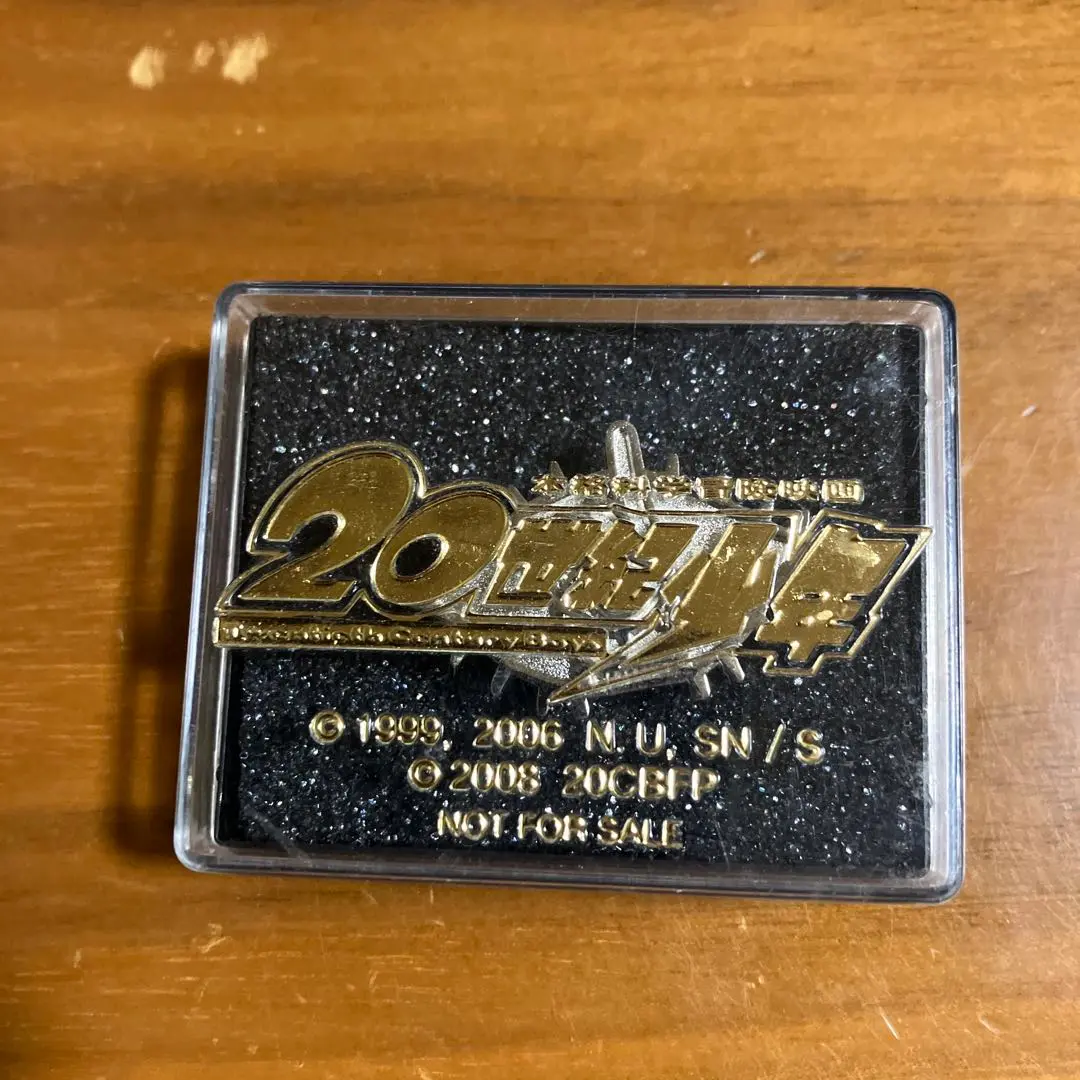 本格科学冒険映画
20世紀少年
Twentieth Century Boys
© 1999, 2006 N. U, SN / S
© 2008 20CBFP
NOT FOR SALE